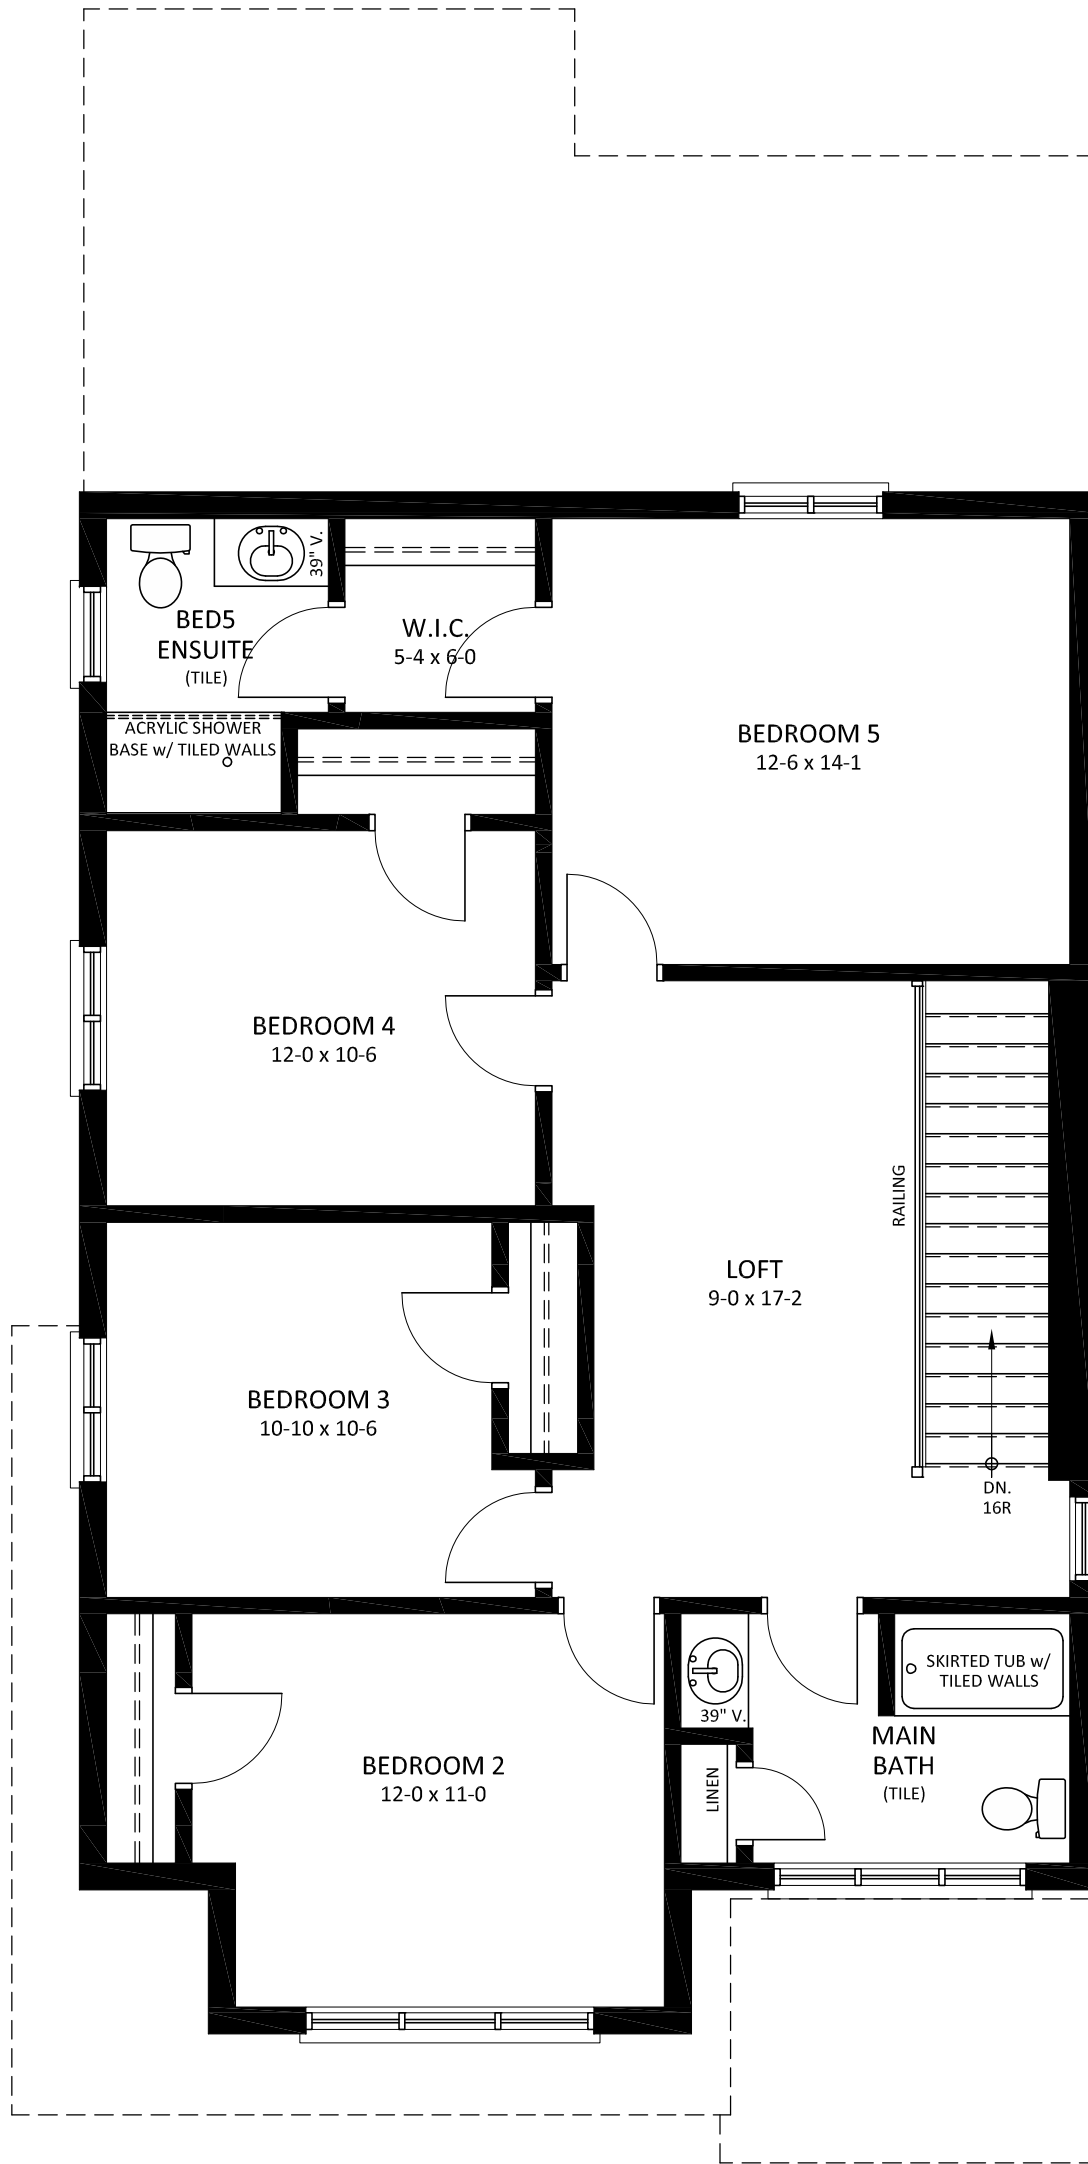 39" V.
BED5
ENSUITE
(TILE)
W.I.C.
5-4 x 6-0
ACRYLIC SHOWER
BASE w/ TILED WALLS
BEDROOM 5
12-6 x 14-1
BEDROOM 4
12-0 x 10-6
RAILING
LOFT
9-0 x 17-2
BEDROOM 3
10-10 x 10-6
DN.
16R
SKIRTED TUB w/
TILED WALLS
39" V.
MAIN
BATH
(TILE)
LINEN
BEDROOM 2
12-0 x 11-0